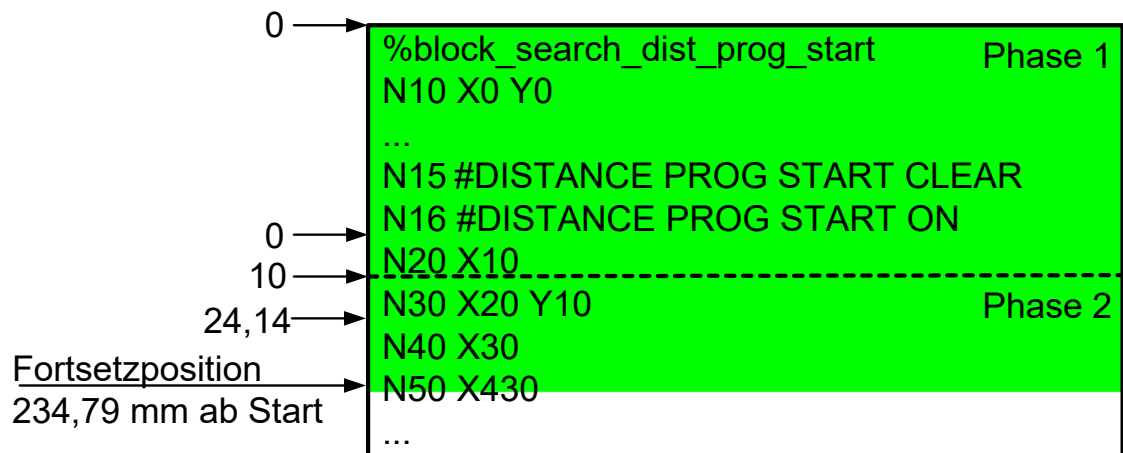 0
%block_search_dist_prog_start
Phase 1
N10 X0 Y0
...
N15 #DISTANCE PROG START CLEAR
N16 #DISTANCE PROG START ON
0
N20 X10
10
N30 X20 Y10
Phase 2
24,14
N40 X30
Fortsetzposition
N50 X430
234,79 mm ab Start
...